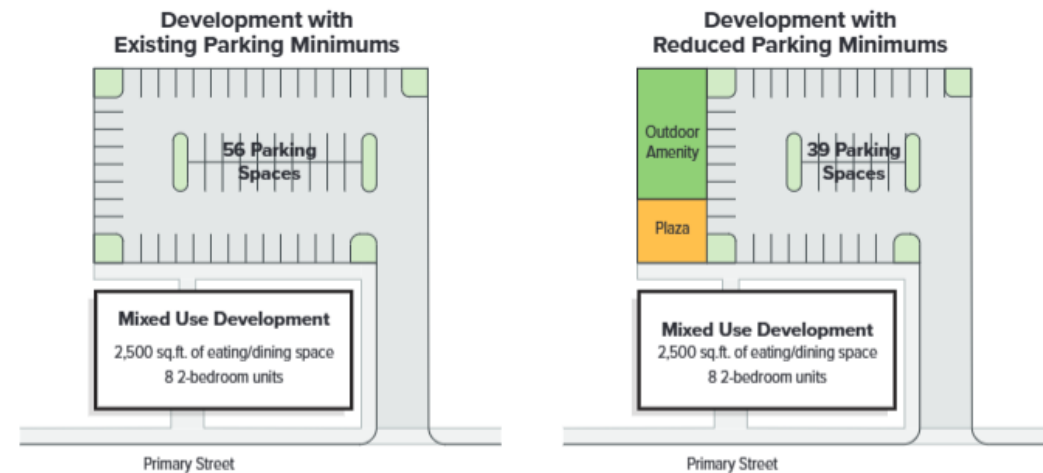 Development with
Existing Parking Minimums
56 Parking
Spaces
Mixed Use Development
2,500 sq.ft. of eating/dining space
8 2-bedroom units
Primary Street
Development with
Reduced Parking Minimums
Outdoor
Amenity
39 Parking
Spaces
Plaza
Mixed Use Development
2,500 sq.ft. of eating/dining space
8 2-bedroom units
Primary Street